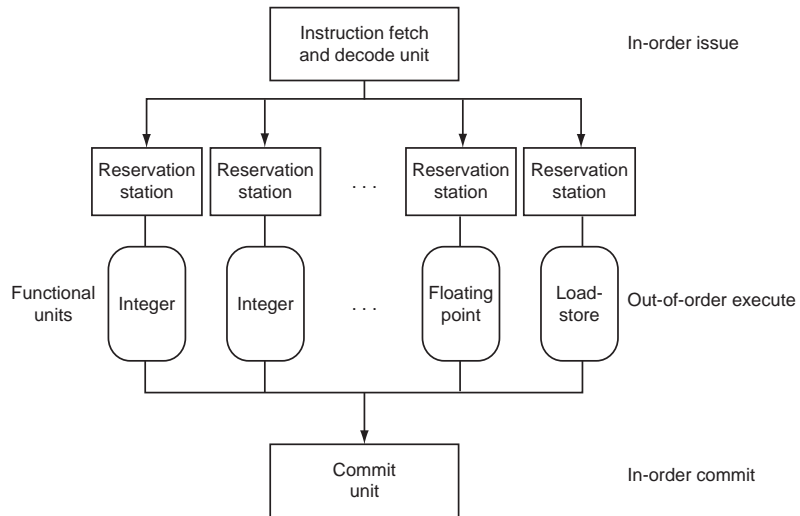 Instruction fetch
and decode unit
In-order issue
Reservation
station
Reservation
station
. . .
Reservation
station
Reservation
station
Functional
units
Integer
Integer
. . .
Floating
point
Load-
store
Out-of-order execute
Commit
unit
In-order commit